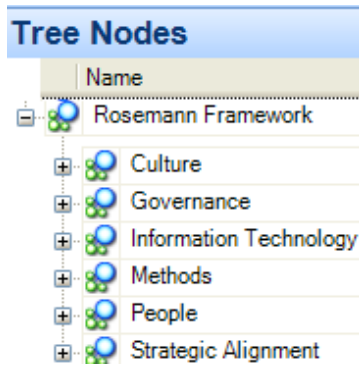 Tree Nodes
Name
Rosemann Framework
Culture
Governance
Information Technology
Methods
People
Strategic Alignment